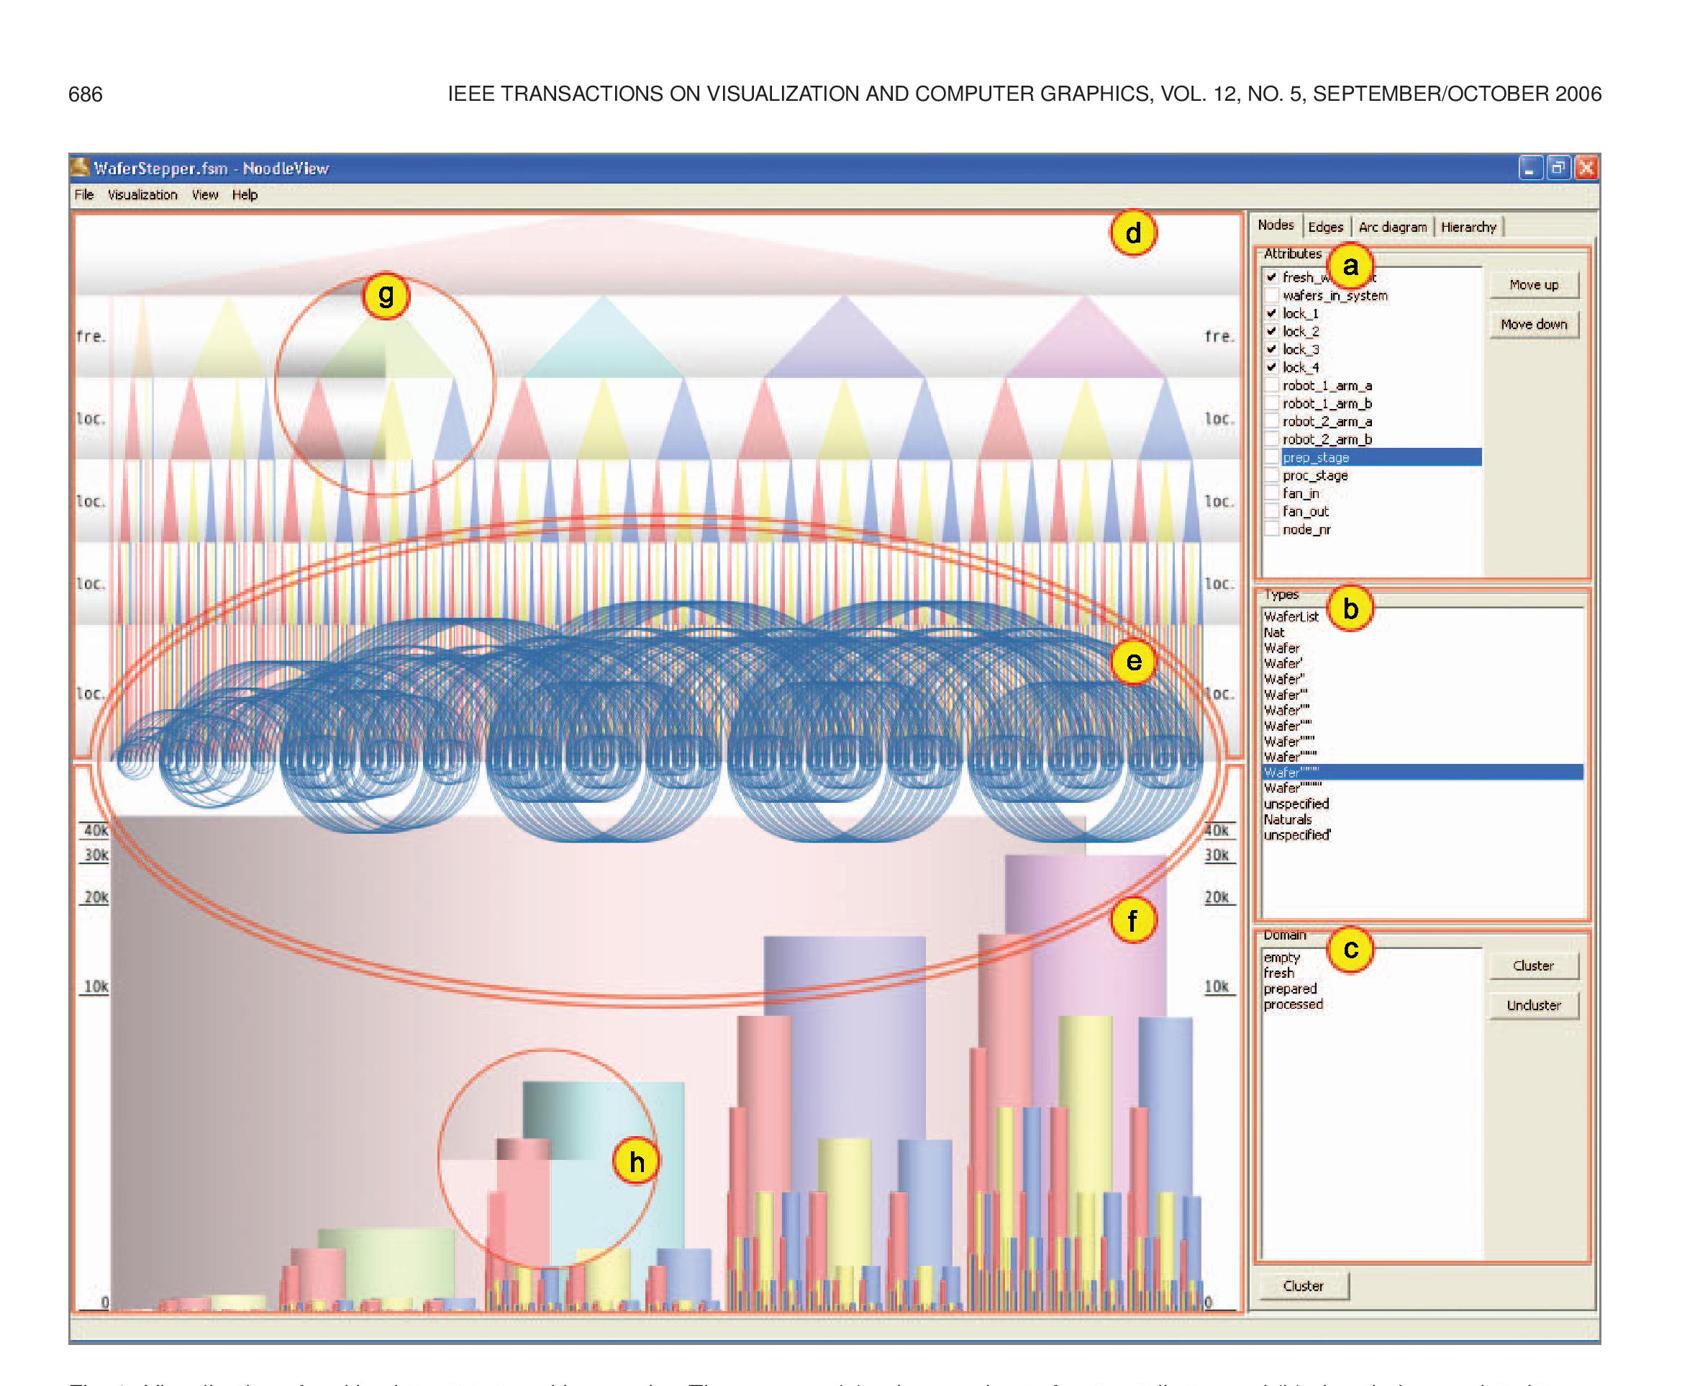 686
IEEE TRANSACTIONS ON VISUALIZATION AND COMPUTER GRAPHICS, VOL. 12, NO. 5, SEPTEMBER/OCTOBER 2006
WaferStepper.fsm - NoodleView
File Visualization View Help
d
g
fre. fre.
loc. loc.
loc. loc.
loc. loc.
e
loc. loc.
40k 40k
30k 30k
20k 20k
f
10k 10k
h
0 0
Nodes Edges Arc diagram Hierarchy
Attributes
a
wafers_in_system
lock_1
lock_2
lock_3
lock_4
robot_1_arm_a
robot_1_arm_b
robot_2_arm_a
robot_2_arm_b
prep_stage
proc_stage
fan_in
fan_out
node_nr
Move up
Move down
Types
b
WaferList
Nat
Wafer
Wafer'
Wafer''
Wafer'''
Wafer''''
Wafer'''''
Wafer''''''
Wafer'''''''
Wafer''''''''
Wafer'''''''''
unspecified
Naturals
unspecified'
Domain
c
empty
fresh
prepared
processed
Cluster
Uncluster
Cluster